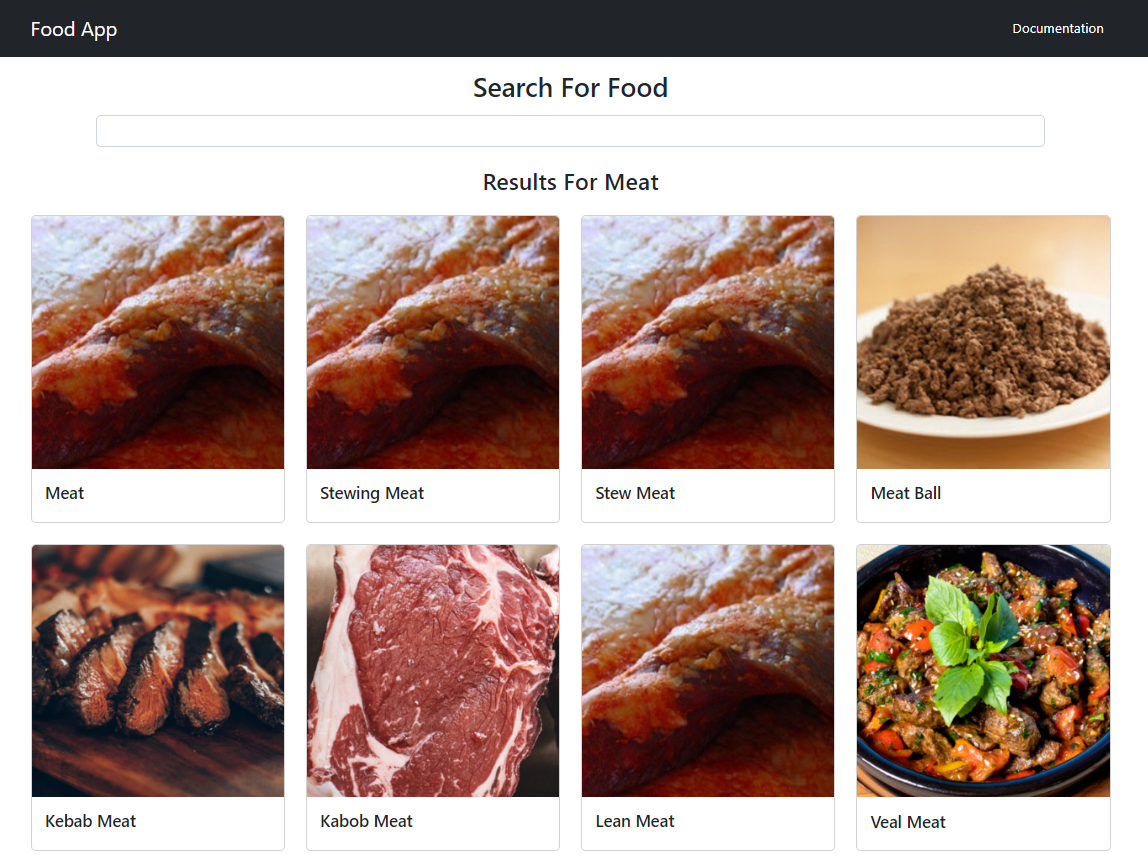 Food App
Documentation
Search For Food
Results For Meat
Meat
Stewing Meat
Stew Meat
Meat Ball
Kebab Meat
Kabob Meat
Lean Meat
Veal Meat